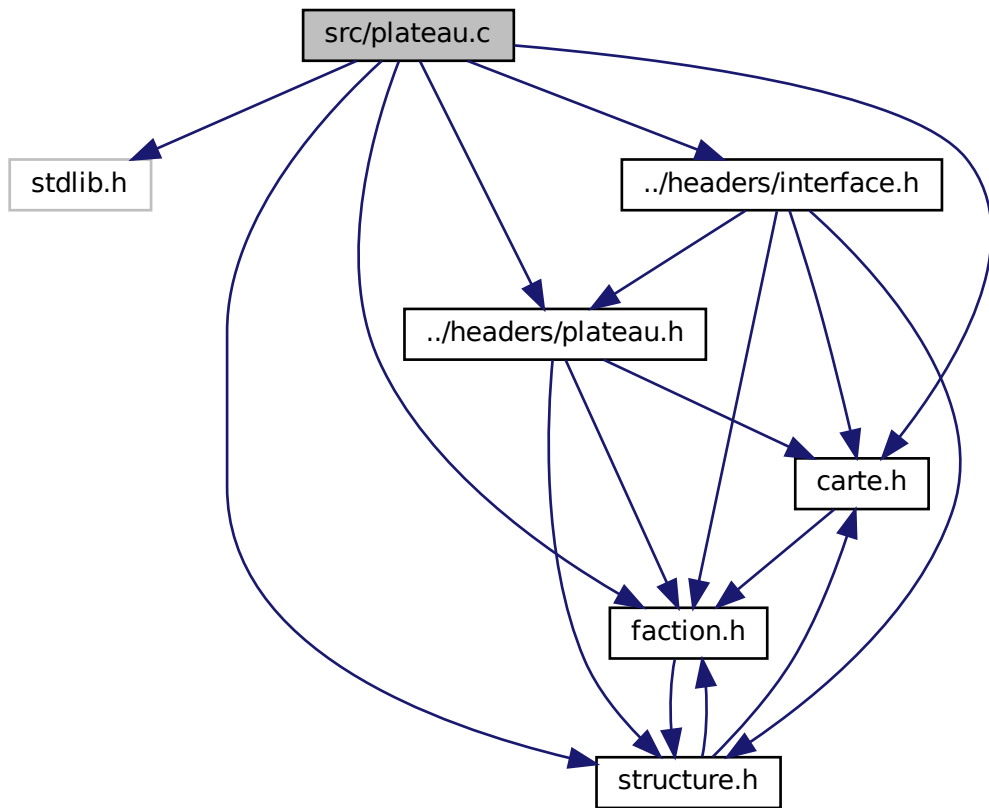 src/plateau.c
stdlib.h
../headers/interface.h
../headers/plateau.h
carte.h
faction.h
structure.h